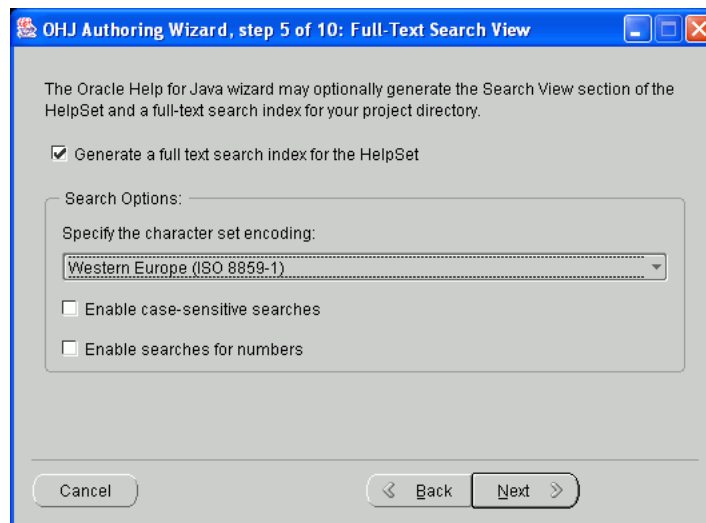 OHJ Authoring Wizard, step 5 of 10: Full-Text Search View
The Oracle Help for Java wizard may optionally generate the Search View section of the
HelpSet and a full-text search index for your project directory.
Generate a full text search index for the HelpSet
Search Options:
Specify the character set encoding:
Western Europe (ISO 8859-1)
Enable case-sensitive searches
Enable searches for numbers
Cancel
Back
Next